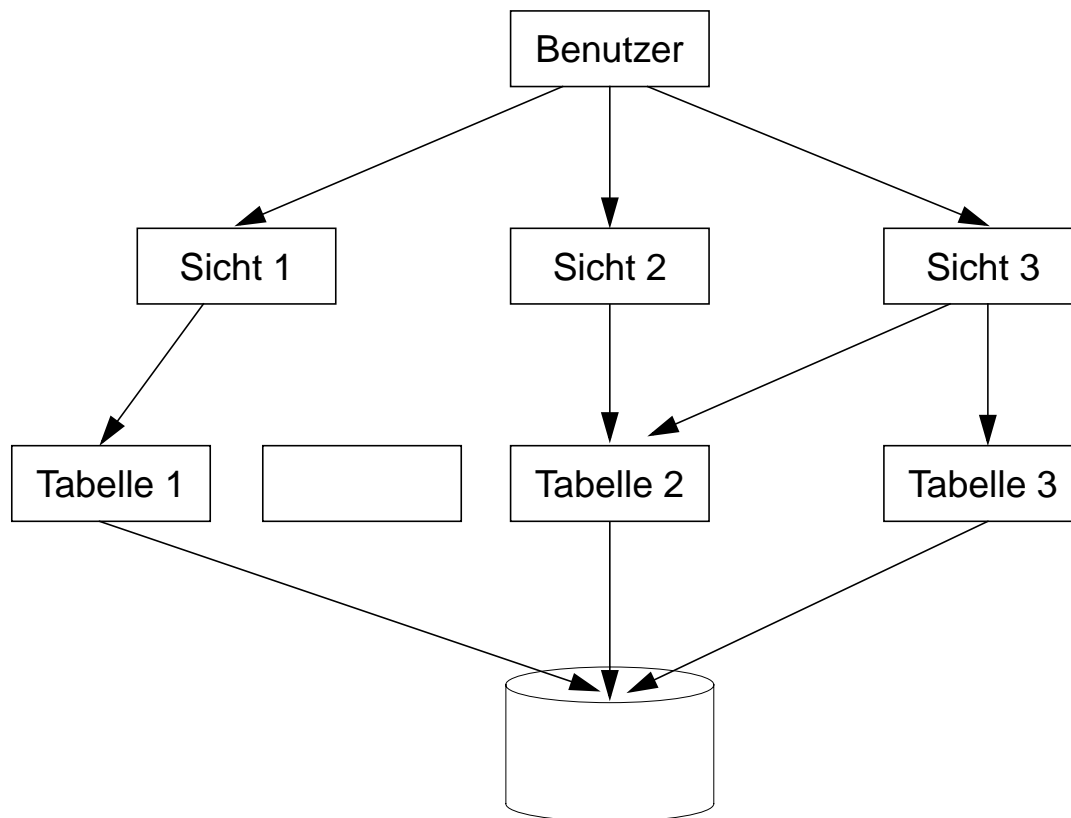 Benutzer
Sicht 1
Sicht 2
Sicht 3
Tabelle 1
Tabelle 2
Tabelle 3